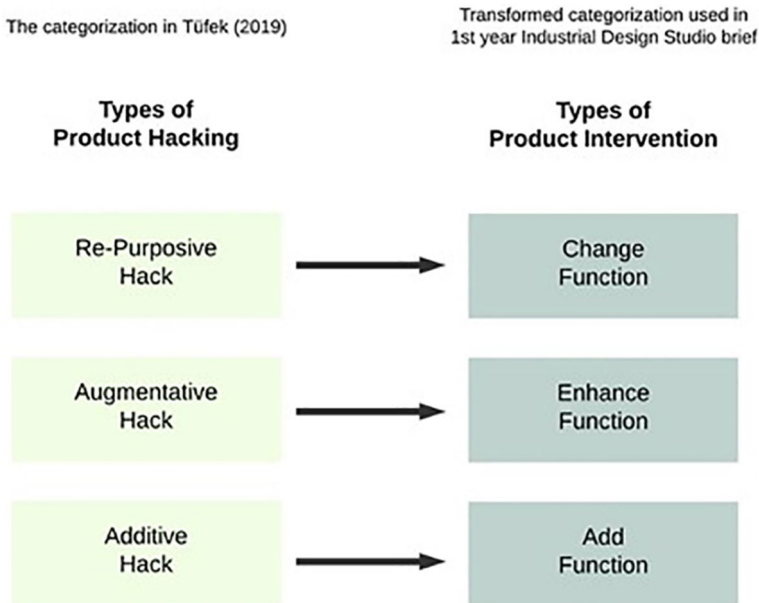 The categorization in Tüfek (2019)
Transformed categorization used in
1st year Industrial Design Studio brief
Types of
Product Hacking
Types of
Product Intervention
Re-Purposive
Hack
Change
Function
Augmentative
Hack
Enhance
Function
Additive
Hack
Add
Function